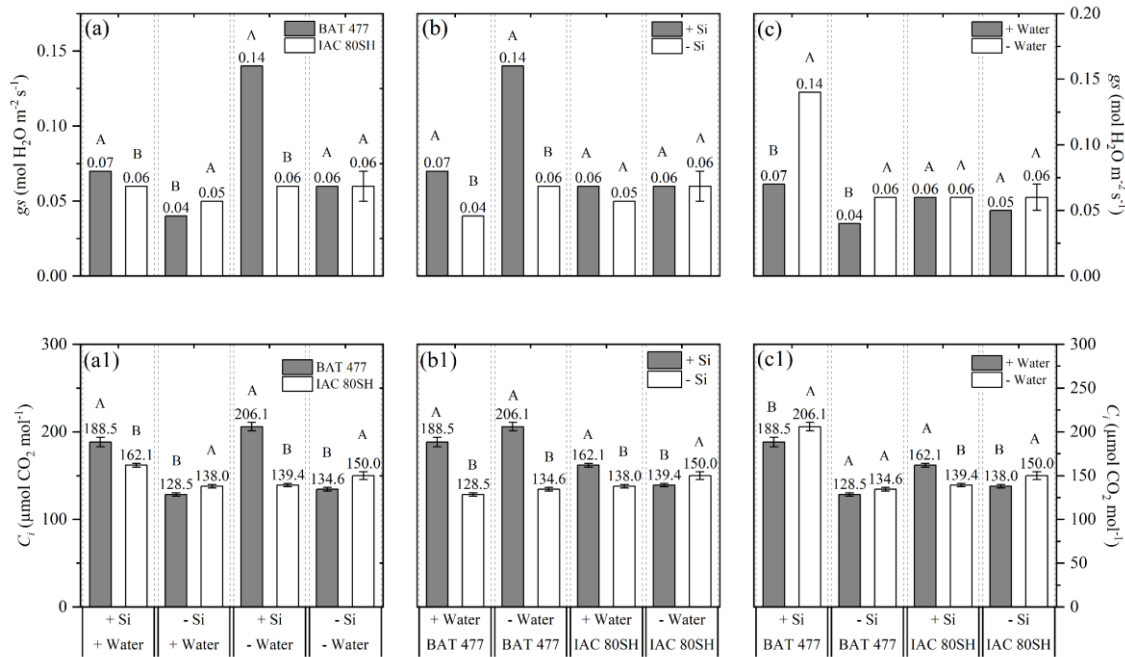 (a)
BAT 477
IAC 80SH
gs (mol H2O m-2 s-1)
0.15
0.10
0.05
0.00
A B B A A B A A
0.07 0.06 0.04 0.05 0.14 0.06 0.06 0.06
(b)
+ Si
- Si
A B A B A A A A
0.07 0.04 0.14 0.06 0.06 0.05 0.06 0.06
(c)
+ Water
- Water
B A B A A A B A
0.07 0.14 0.04 0.06 0.06 0.06 0.05 0.06
0.20
0.15
0.10
0.05
0.00
gs (mol H2O m-2 s-1)
(a1)
BAT 477
IAC 80SH
Ci (µmol CO2 mol-1)
300
200
100
0
A B B A A B B A
188.5 162.1 128.5 138.0 206.1 139.4 134.6 150.0
+ Si - Si + Si - Si
+ Water + Water - Water - Water
(b1)
+ Si
- Si
A B A B A B B A
188.5 128.5 206.1 134.6 162.1 138.0 139.4 150.0
+ Water - Water + Water - Water
BAT 477 BAT 477 IAC 80SH IAC 80SH
(c1)
+ Water
- Water
B A A A A B B A
188.5 206.1 128.5 134.6 162.1 139.4 138.0 150.0
300
250
200
150
100
50
0
Ci (µmol CO2 mol-1)
+ Si - Si + Si - Si
BAT 477 BAT 477 IAC 80SH IAC 80SH